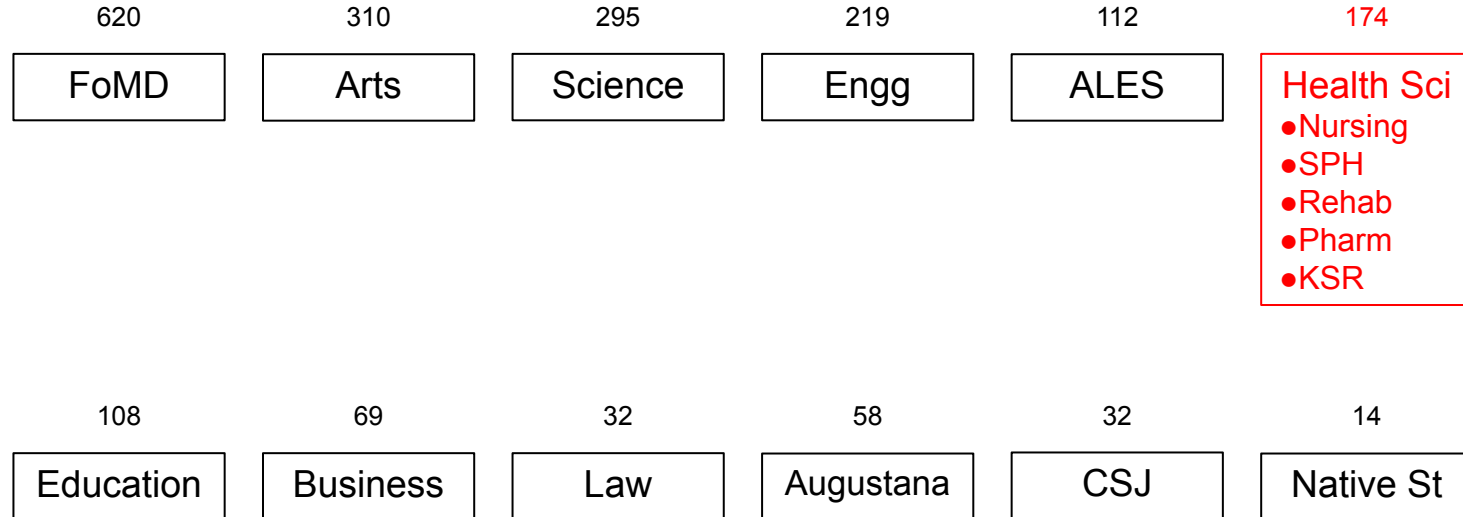 620 310 295 219 112 174
FoMD Arts Science Engg ALES Health Sci
●Nursing
●SPH
●Rehab
●Pharm
●KSR
108 69 32 58 32 14
Education Business Law Augustana CSJ Native St